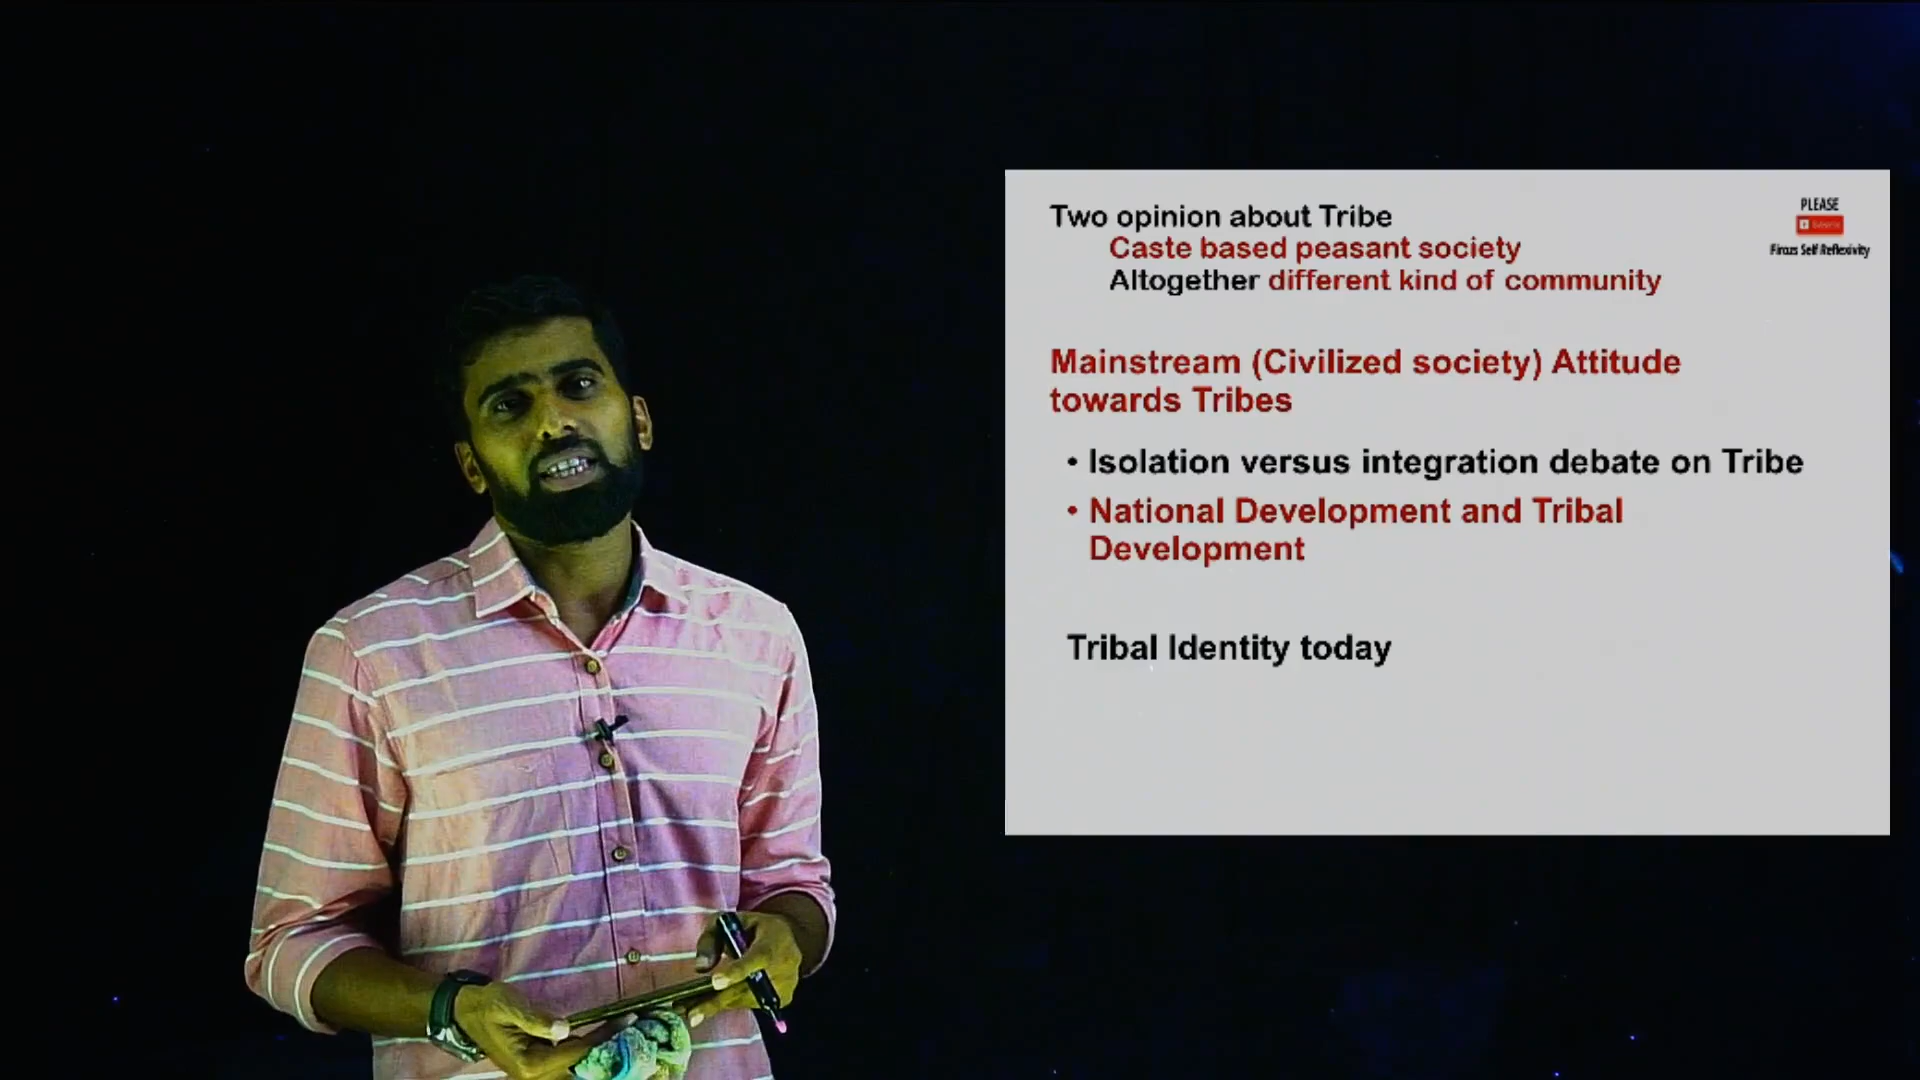 Two opinion about Tribe
Caste based peasant society
Altogether different kind of community
PLEASE
Firozs Self Reflexivity
Mainstream (Civilized society) Attitude
towards Tribes
• Isolation versus integration debate on Tribe
• National Development and Tribal
Development
Tribal Identity today